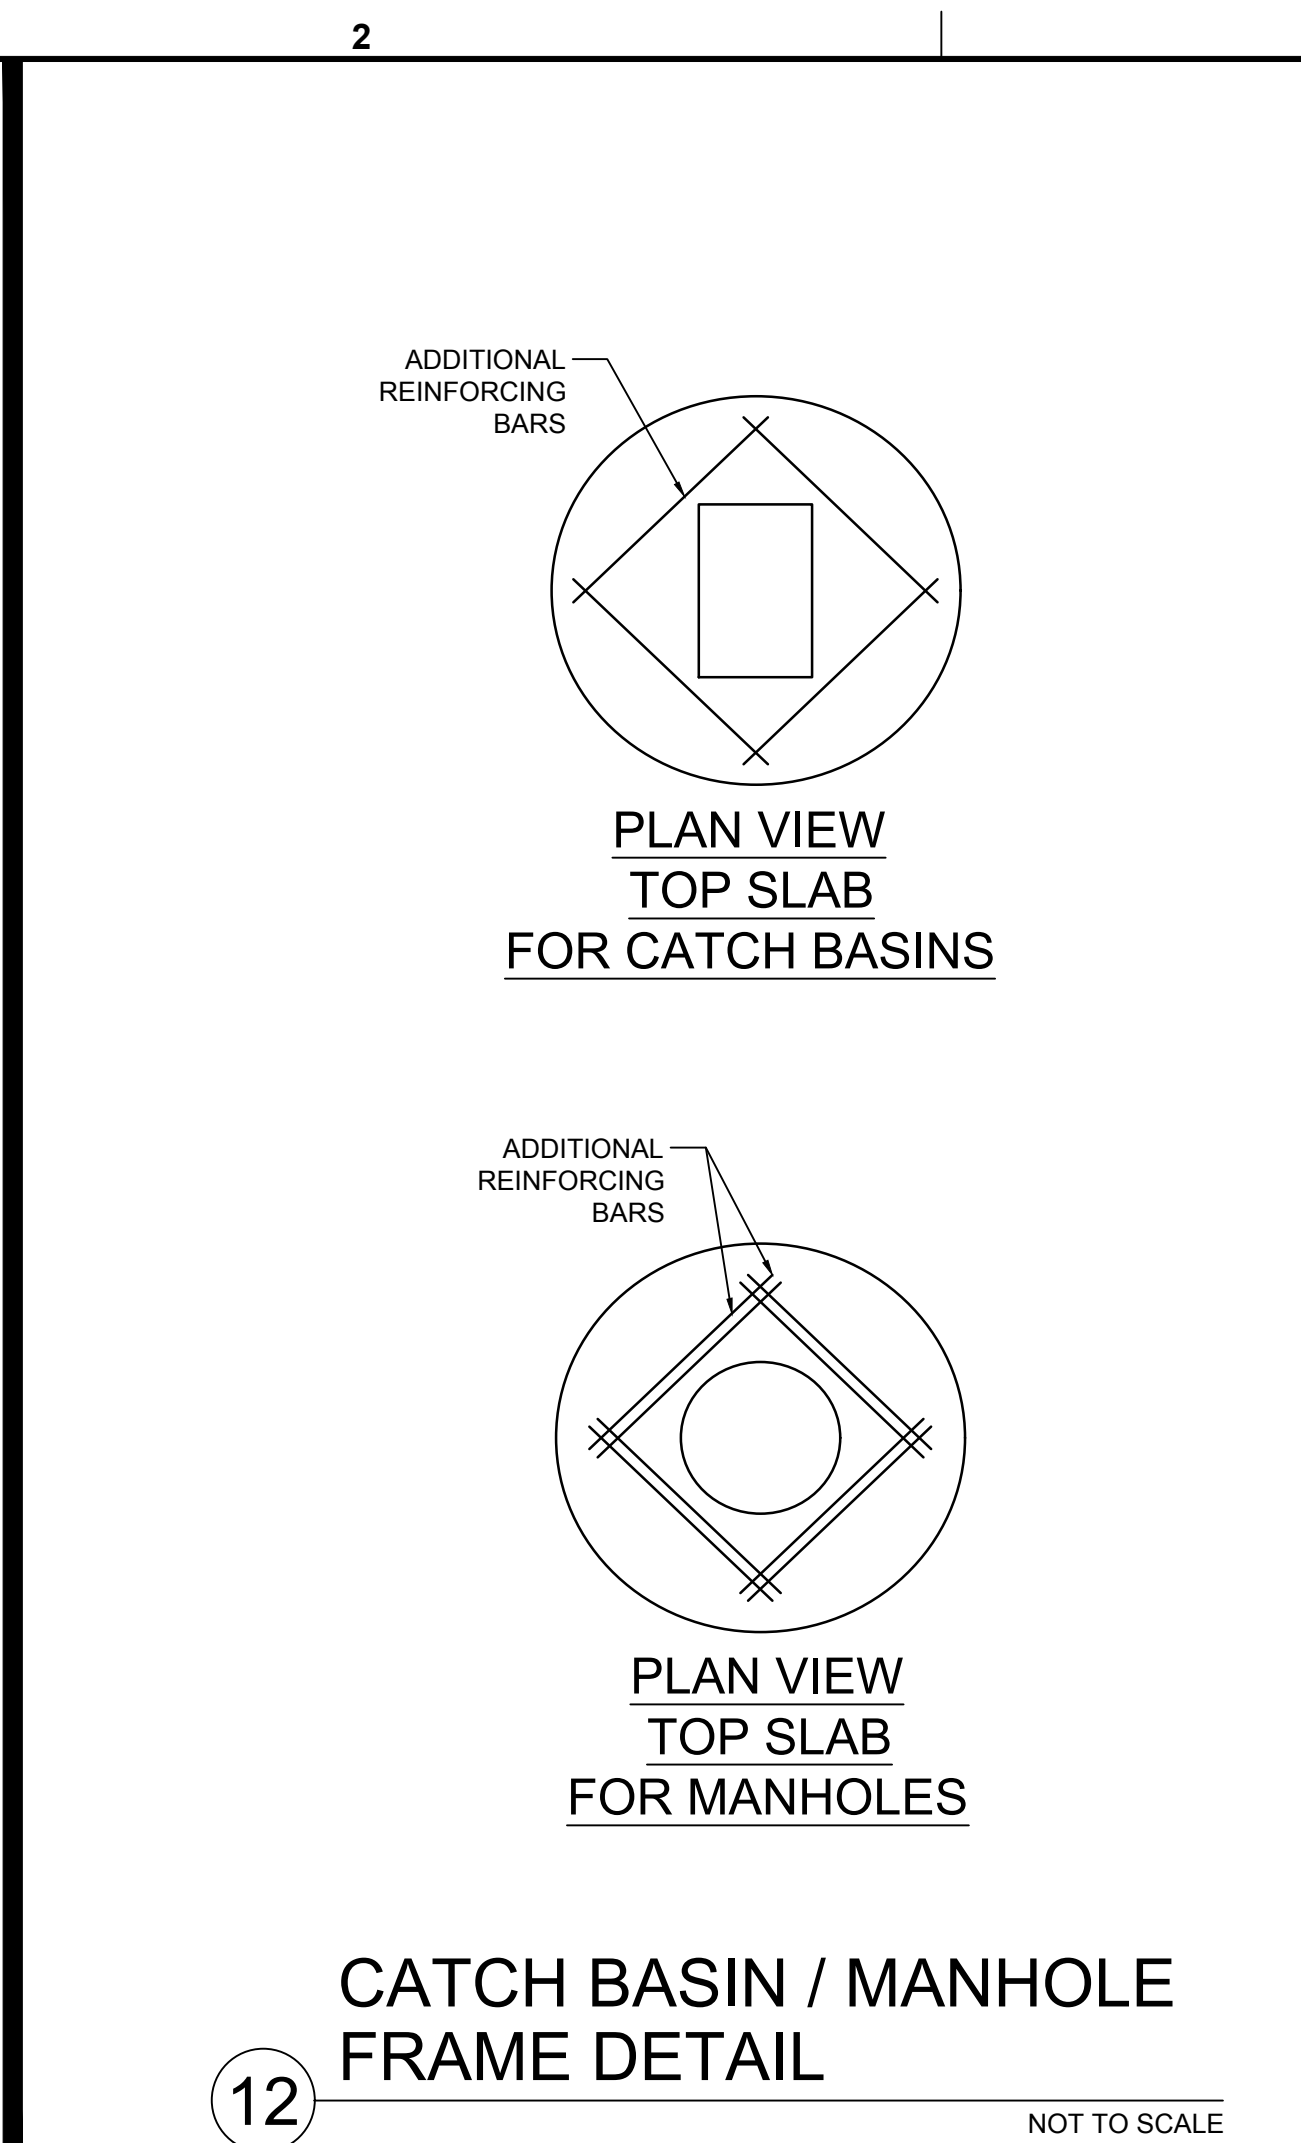 2
ADDITIONAL
REINFORCING
BARS
PLAN VIEW
TOP SLAB
FOR CATCH BASINS
ADDITIONAL
REINFORCING
BARS
PLAN VIEW
TOP SLAB
FOR MANHOLES
CATCH BASIN / MANHOLE
FRAME DETAIL
12
NOT TO SCALE